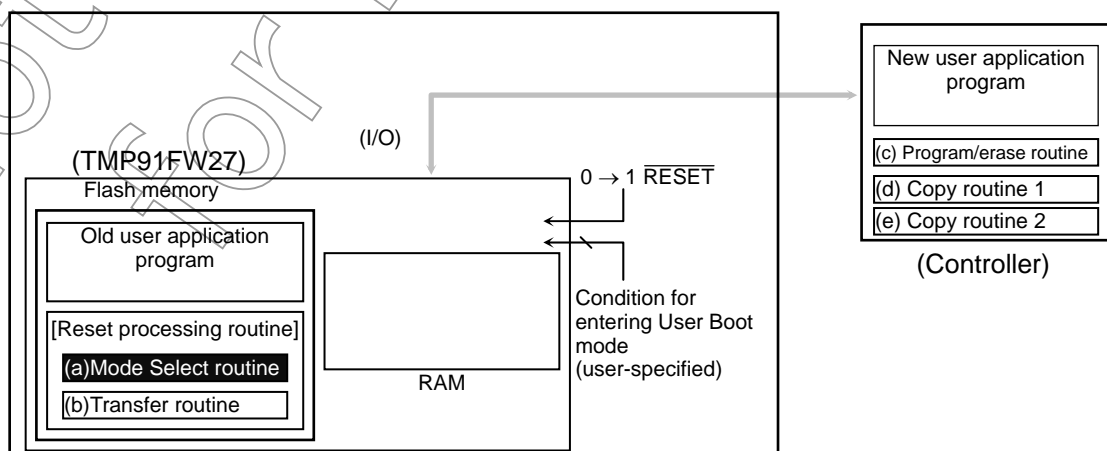 for
(I/O)
(TMP91FW27)
Flash memory
Old user application
program
[Reset processing routine]
(a)Mode Select routine
(b)Transfer routine
RAM
0 → 1 RESET
Condition for
entering User Boot
mode
(user-specified)
New user application
program
(c) Program/erase routine
(d) Copy routine 1
(e) Copy routine 2
(Controller)